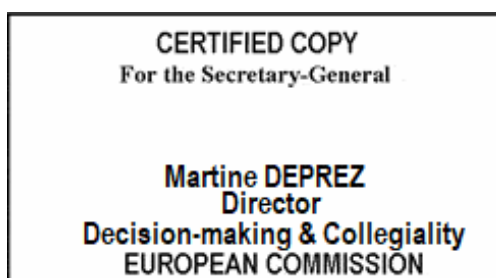 CERTIFIED COPY
For the Secretary-General
Martine DEPREZ
Director
Decision-making & Collegiality
EUROPEAN COMMISSION